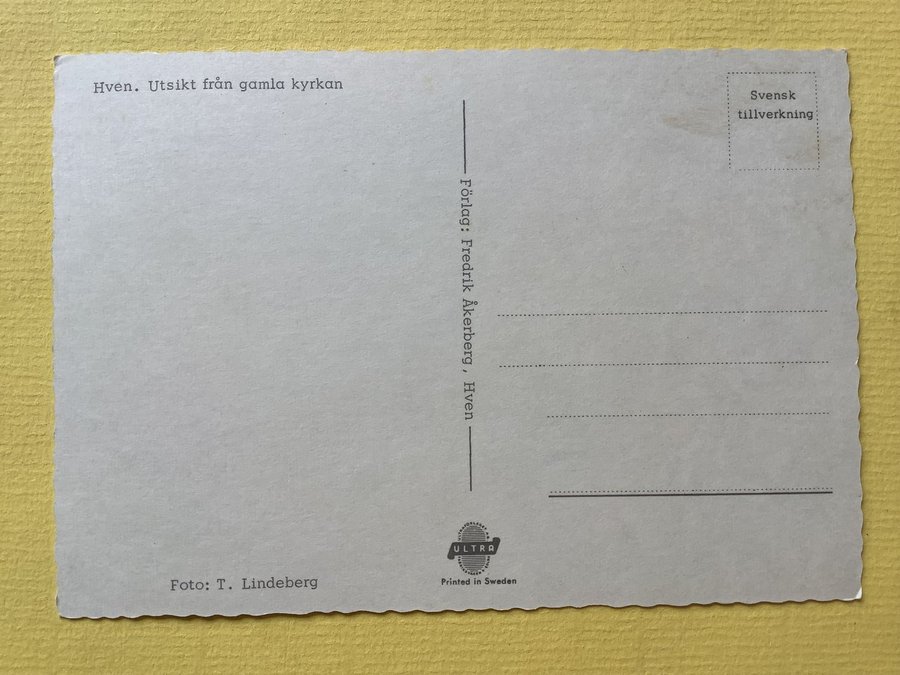 Hven. Utsikt från gamla kyrkan
Svensk
tillverkning
Förlag: Fredrik Åkerberg, Hven
Foto: T. Lindeberg
ULTRA
Printed in Sweden